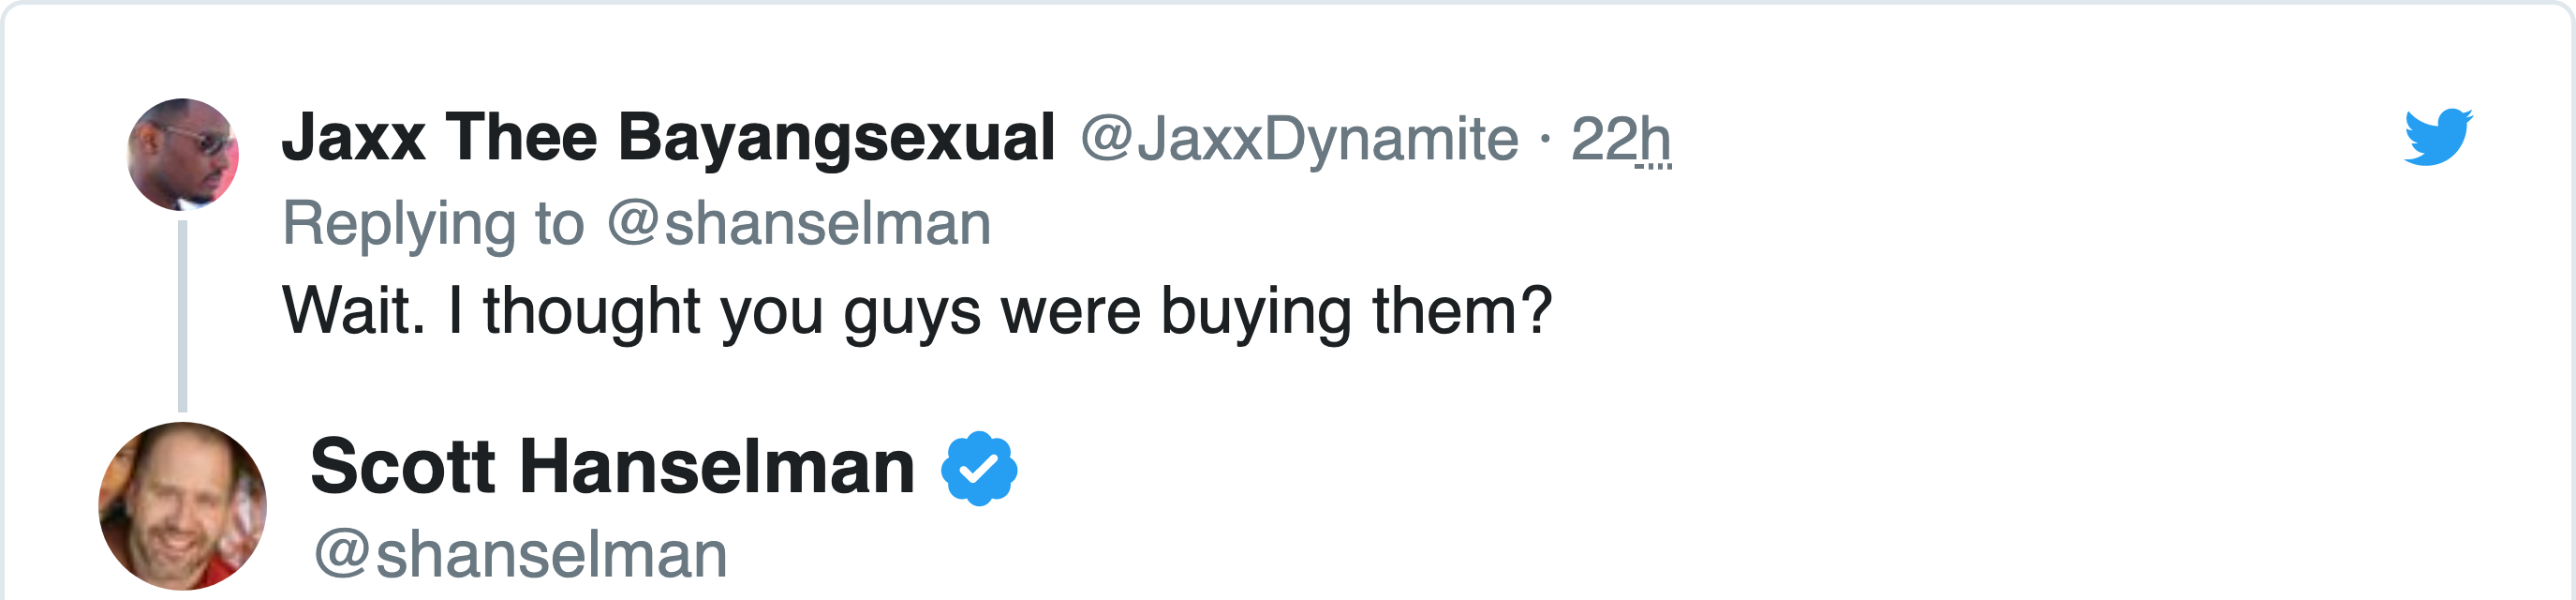 Jaxx Thee Bayangsexual @JaxxDynamite · 22h
Replying to @shanselman
Wait. I thought you guys were buying them?
Scott Hanselman
@shanselman